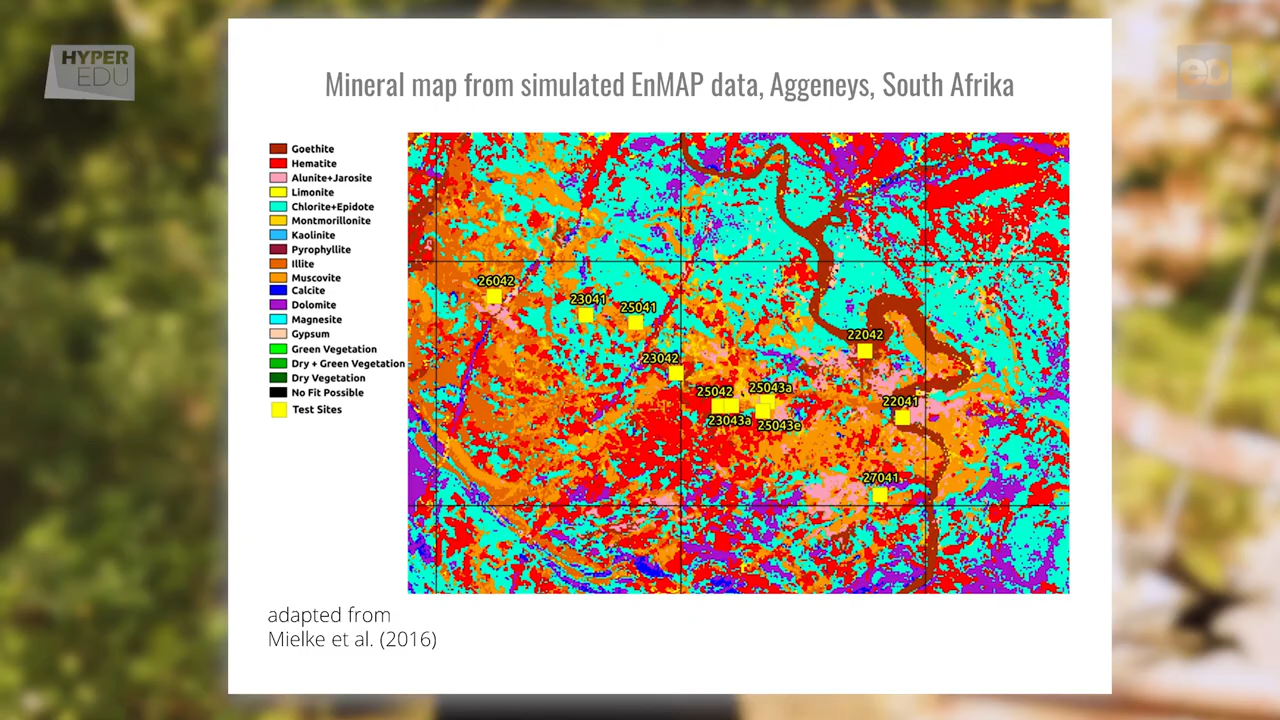 HYPER
EDU
eo
Mineral map from simulated EnMAP data, Aggeneys, South Afrika
Goethite
Hematite
Alunite+Jarosite
Limonite
Chlorite+Epidote
Montmorillonite
Kaolinite
Pyrophyllite
Illite
Muscovite
Calcite
Dolomite
Magnesite
Gypsum
Green Vegetation
Dry + Green Vegetation
Dry Vegetation
No Fit Possible
Test Sites
26042
23041
25041
22042
23042
25042
25043a
22041
23043a
25043e
27041
adapted from
Mielke et al. (2016)